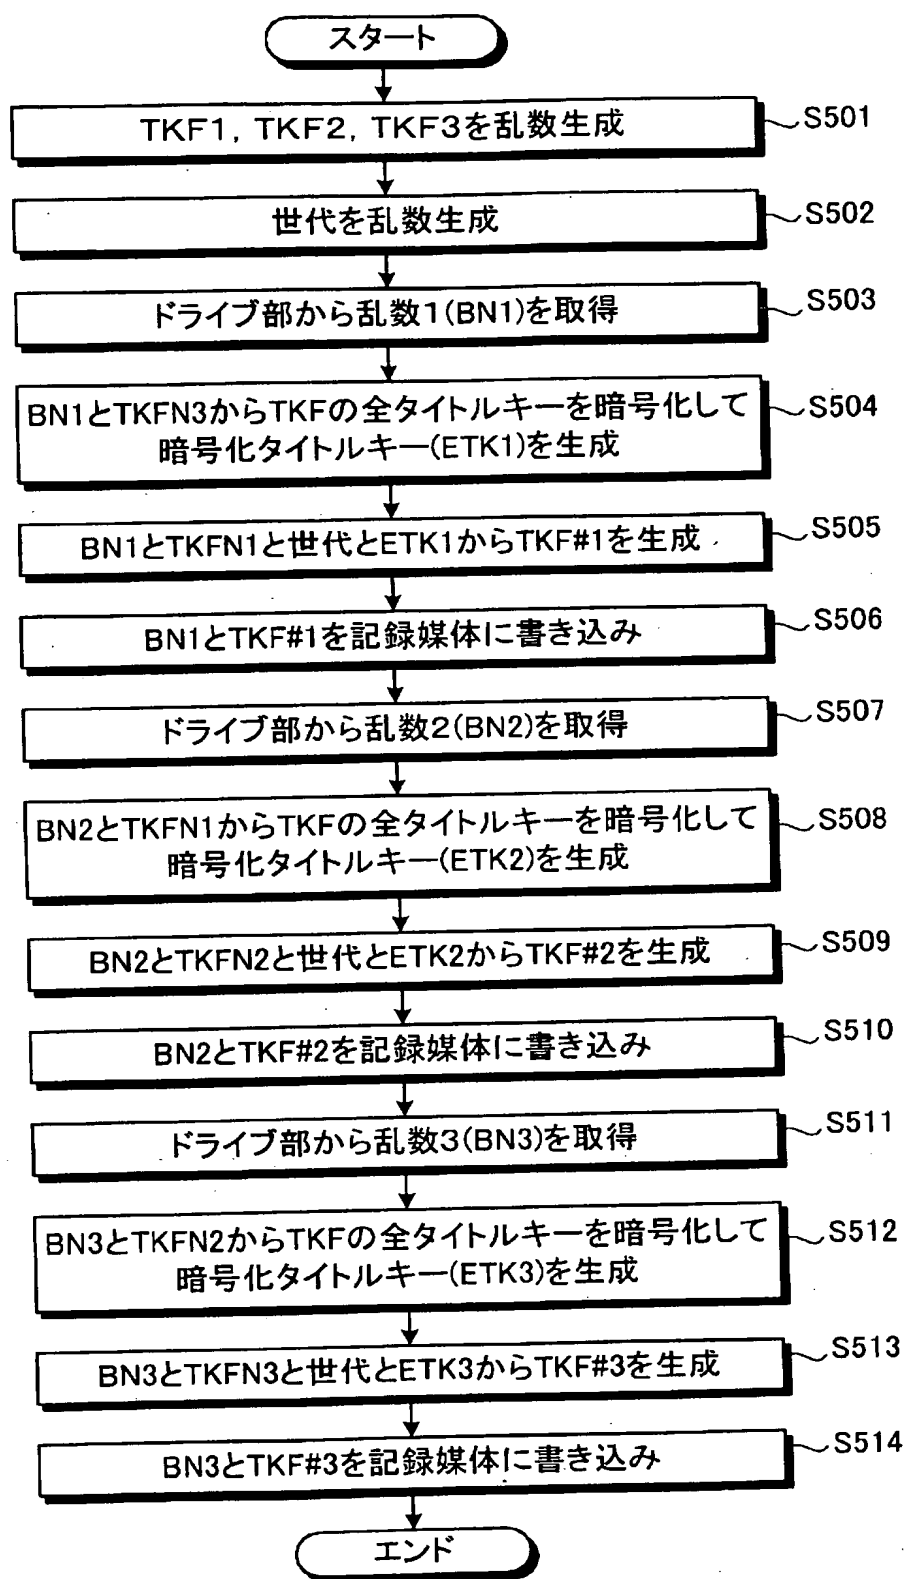 スタート
TKF1, TKF2, TKF3を乱数生成
S501
世代を乱数生成
S502
ドライブ部から乱数1(BN1)を取得
S503
BN1とTKFN3からTKFの全タイトルキーを暗号化して
暗号化タイトルキー(ETK1)を生成
S504
BN1とTKFN1と世代とETK1からTKF#1を生成
S505
BN1とTKF#1を記録媒体に書き込み
S506
ドライブ部から乱数2(BN2)を取得
S507
BN2とTKFN1からTKFの全タイトルキーを暗号化して
暗号化タイトルキー(ETK2)を生成
S508
BN2とTKFN2と世代とETK2からTKF#2を生成
S509
BN2とTKF#2を記録媒体に書き込み
S510
ドライブ部から乱数3(BN3)を取得
S511
BN3とTKFN2からTKFの全タイトルキーを暗号化して
暗号化タイトルキー(ETK3)を生成
S512
BN3とTKFN3と世代とETK3からTKF#3を生成
S513
BN3とTKF#3を記録媒体に書き込み
S514
エンド